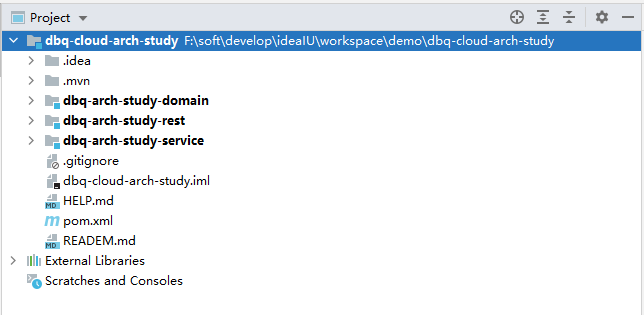 Project
dbq-cloud-arch-study F:\soft\develop\ideaIU\workspace\demo\dbq-cloud-arch-study
.idea
.mvn
dbq-arch-study-domain
dbq-arch-study-rest
dbq-arch-study-service
.gitignore
dbq-cloud-arch-study.iml
MD HELP.md
m pom.xml
MD READEM.md
External Libraries
Scratches and Consoles